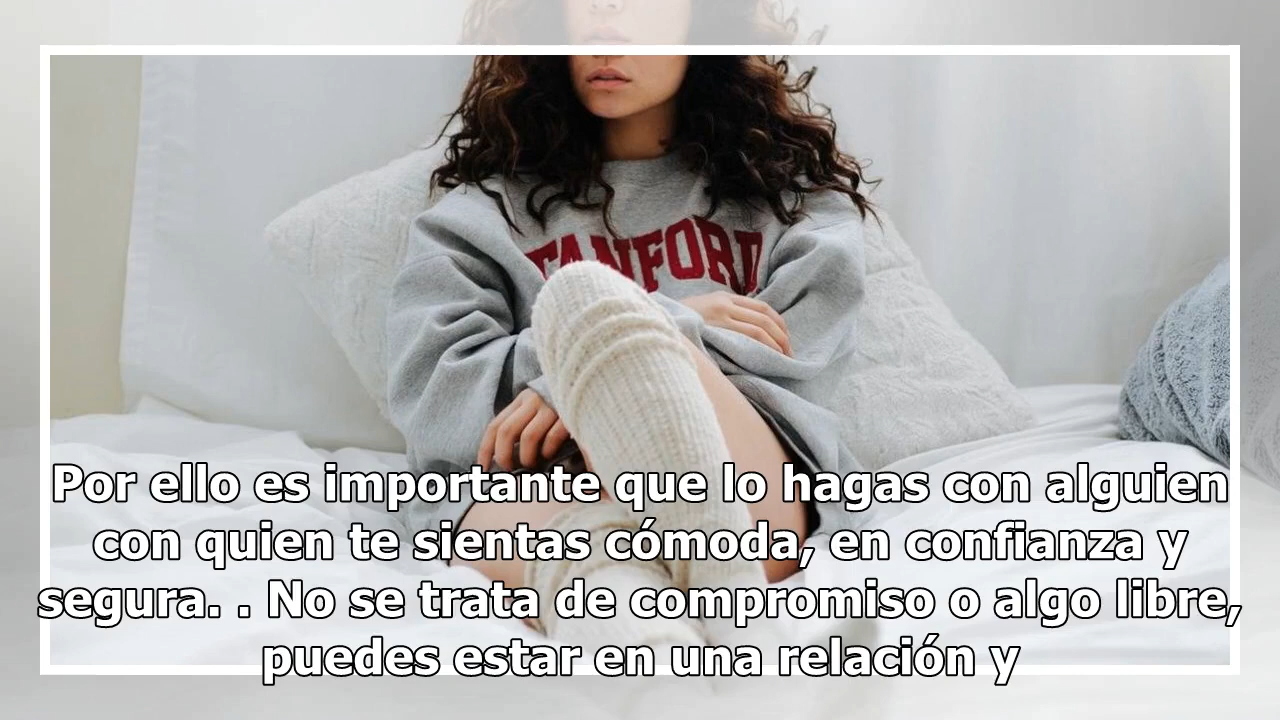 TANFORD
Por ello es importante que lo hagas con alguien
con quien te sientas cómoda, en confianza y
segura. . No se trata de compromiso o algo libre,
puedes estar en una relación y